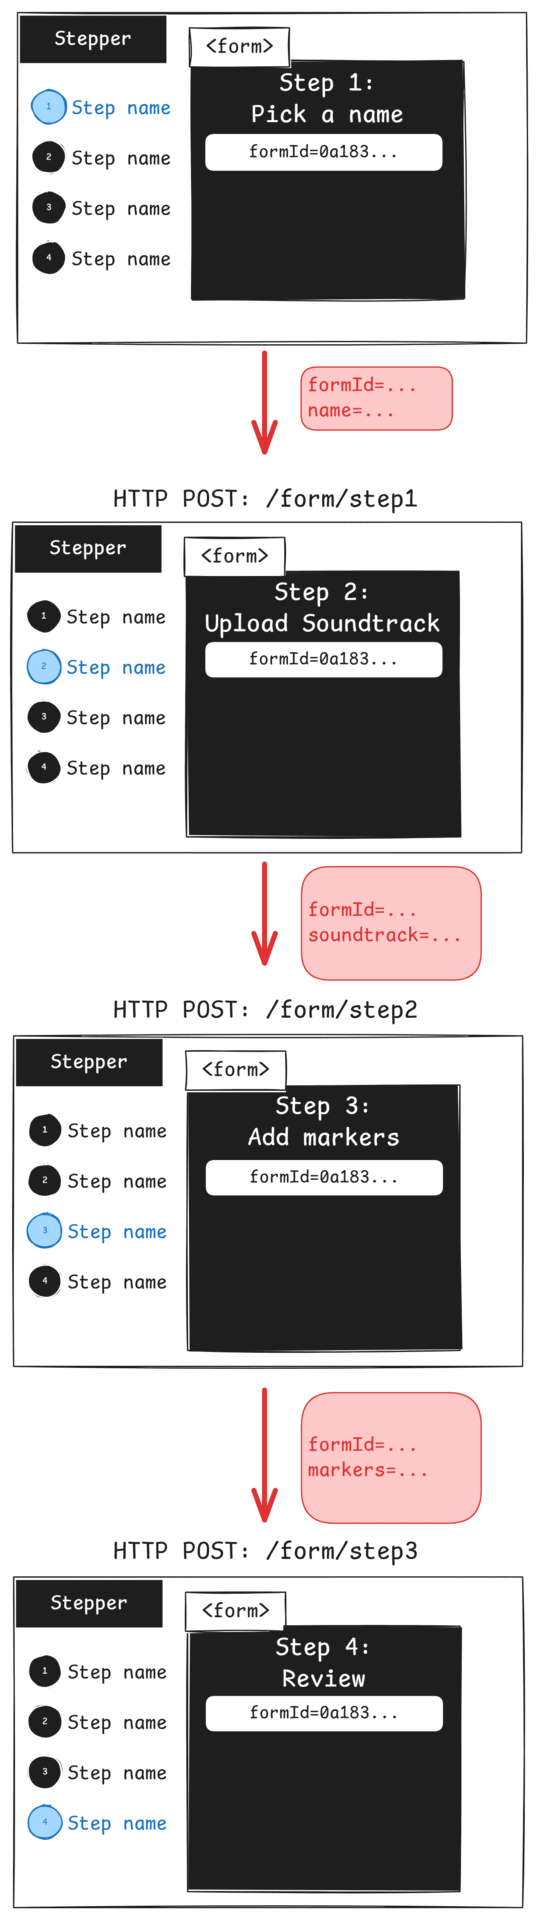 Stepper
<form>
Step 1:
Pick a name
formId=0a183...
1 Step name
2 Step name
3 Step name
4 Step name
formId=...
name=...
HTTP POST: /form/step1
Stepper
<form>
Step 2:
Upload Soundtrack
formId=0a183...
1 Step name
2 Step name
3 Step name
4 Step name
formId=...
soundtrack=...
HTTP POST: /form/step2
Stepper
<form>
Step 3:
Add markers
formId=0a183...
1 Step name
2 Step name
3 Step name
4 Step name
formId=...
markers=...
HTTP POST: /form/step3
Stepper
<form>
Step 4:
Review
formId=0a183...
1 Step name
2 Step name
3 Step name
4 Step name